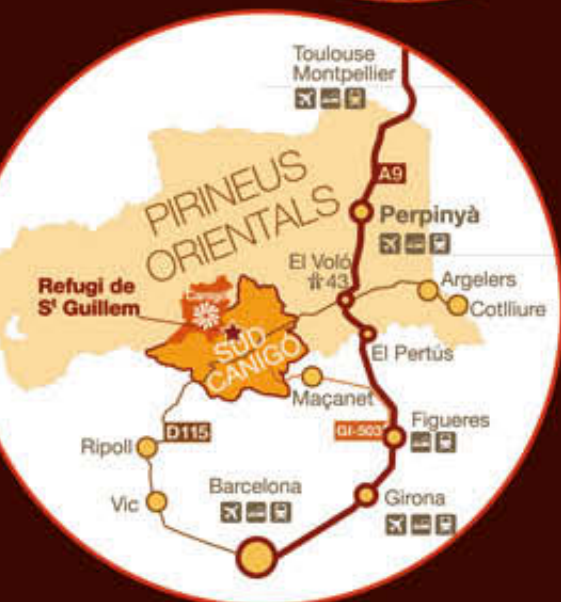 Toulouse
Montpellier
A9
PIRINEUS
ORIENTALS
Perpinyà
El Voló
43
Argelers
Cotlliure
Refugi de
Sᵗ Guillem
Canigó
SUD
CANIGÓ
El Pertús
Maçanet
GI-503
Figueres
D115
Ripoll
Vic
Barcelona
Girona